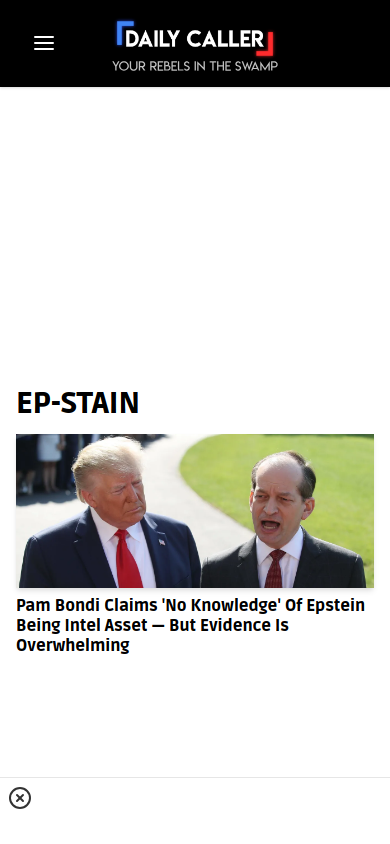 DAILY CALLER
YOUR REBELS IN THE SWAMP
EP-STAIN
Pam Bondi Claims 'No Knowledge' Of Epstein
Being Intel Asset — But Evidence Is
Overwhelming